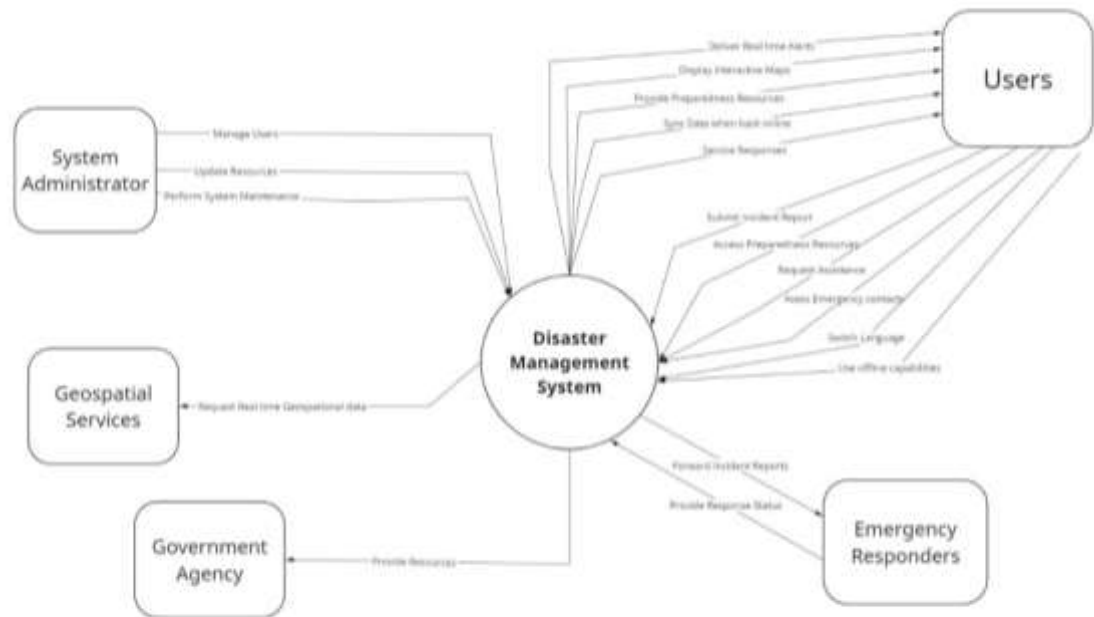 Deliver Real time Alerts
Display Interactive Maps
Users
Provide Preparedness Resources
Sync Data when back online
Service Responses
Manage Users
System
Administrator
Update Resources
Perform System Maintenance
Submit Incident Report
Access Preparedness Resources
Request Assistance
Access Emergency contacts
Switch Language
Use offline capabilities
Disaster
Management
System
Geospatial
Services
Request Real time Geospational data
Forward Incident Reports
Provide Response Status
Emergency
Responders
Government
Agency
Provide Resources